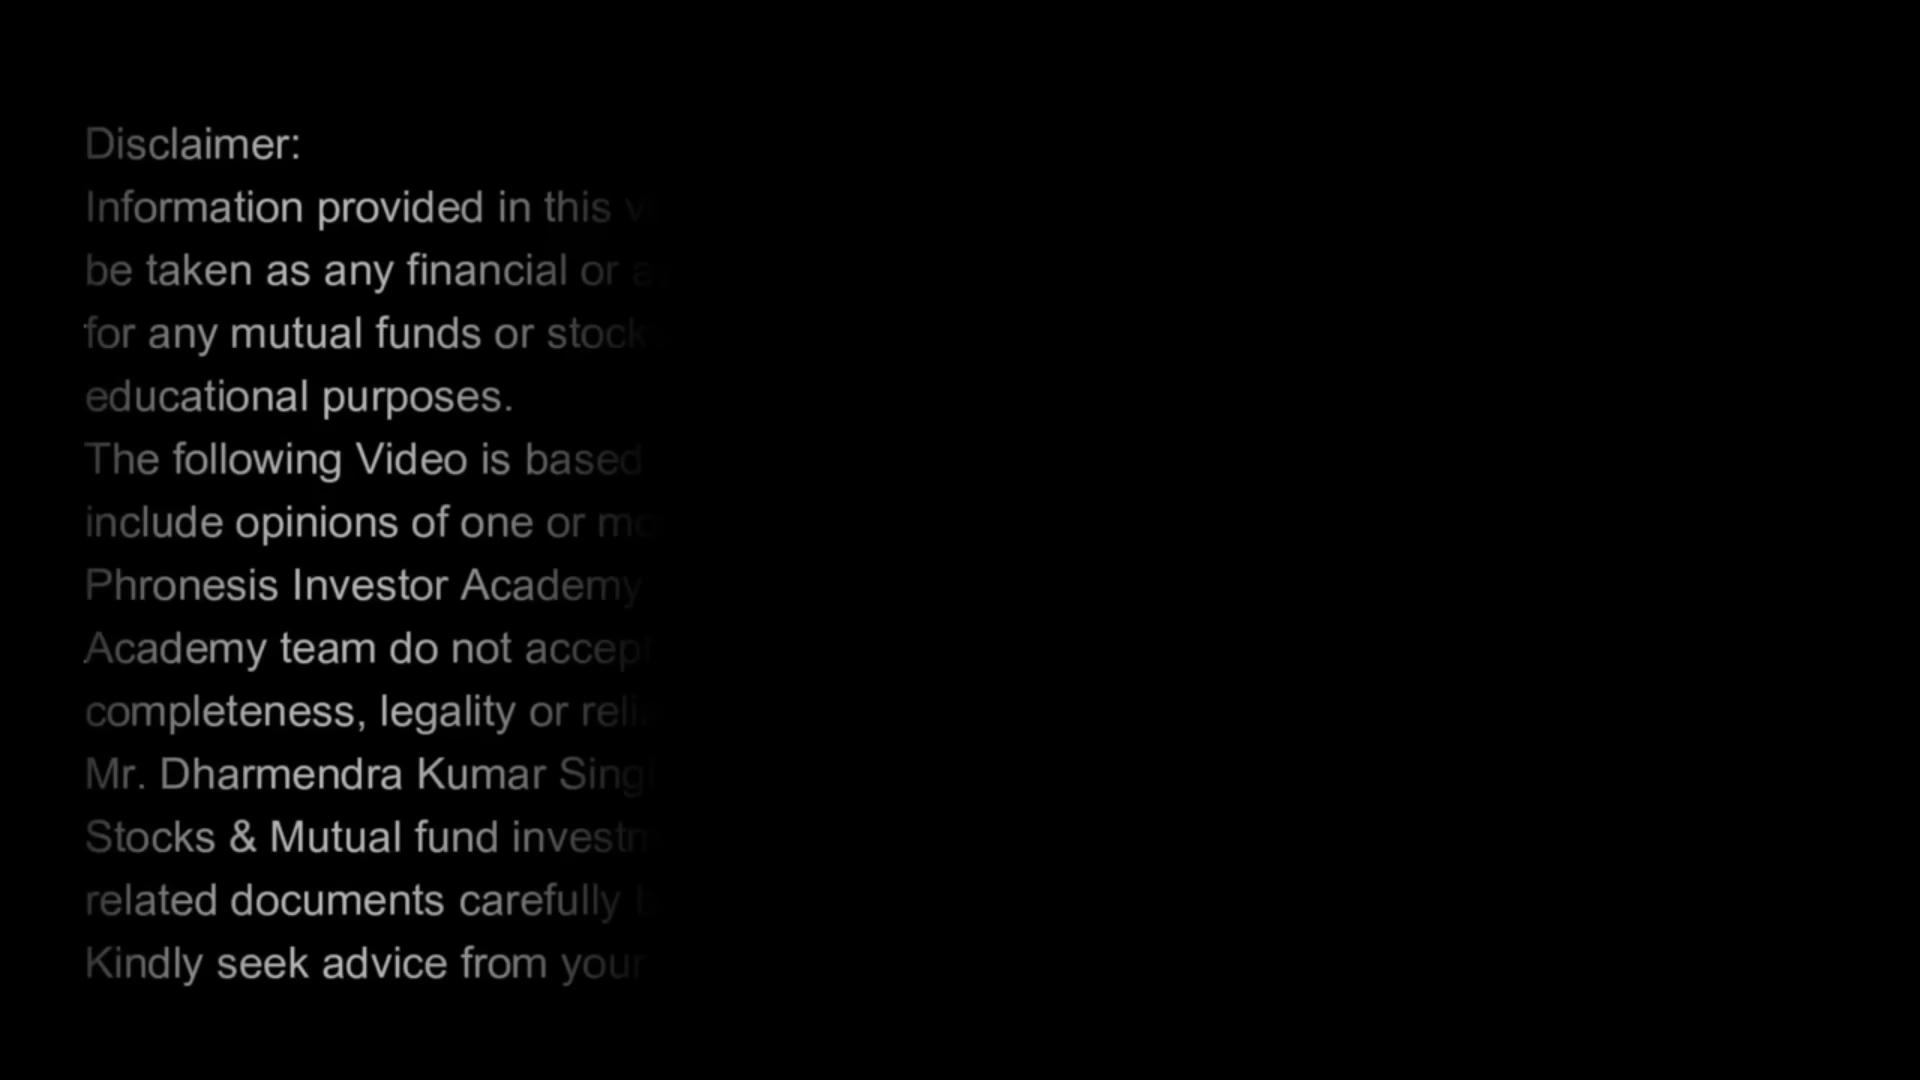 Disclaimer:
Information provided in this
be taken as any financial or
for any mutual funds or stock
educational purposes.
The following Video is based
include opinions of one or
Phronesis Investor Academy
Academy team do not accept
completeness, legality or
Mr. Dharmendra Kumar
Stocks & Mutual fund
related documents carefully
Kindly seek advice from your